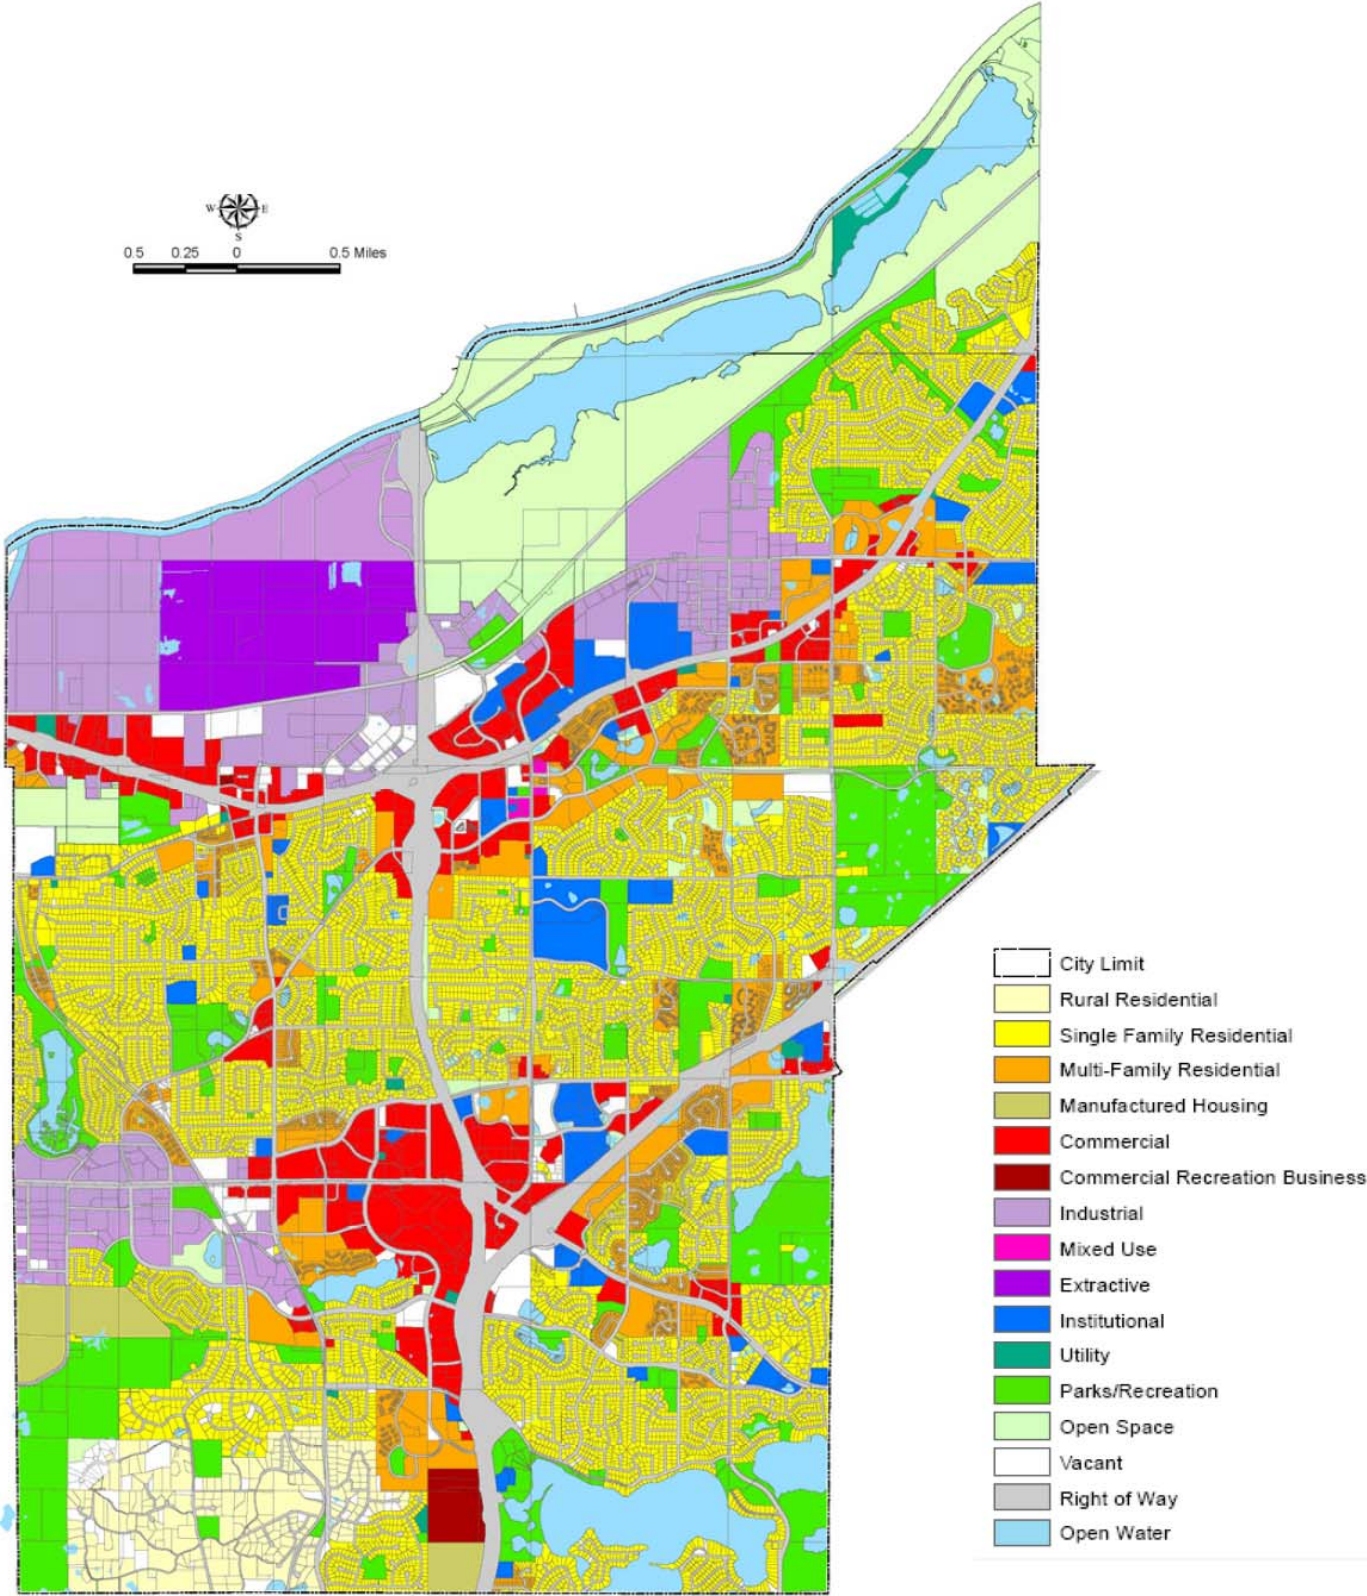 W E
S
0.5 0.25 0 0.5 Miles
City Limit
Rural Residential
Single Family Residential
Multi-Family Residential
Manufactured Housing
Commercial
Commercial Recreation Business
Industrial
Mixed Use
Extractive
Institutional
Utility
Parks/Recreation
Open Space
Vacant
Right of Way
Open Water